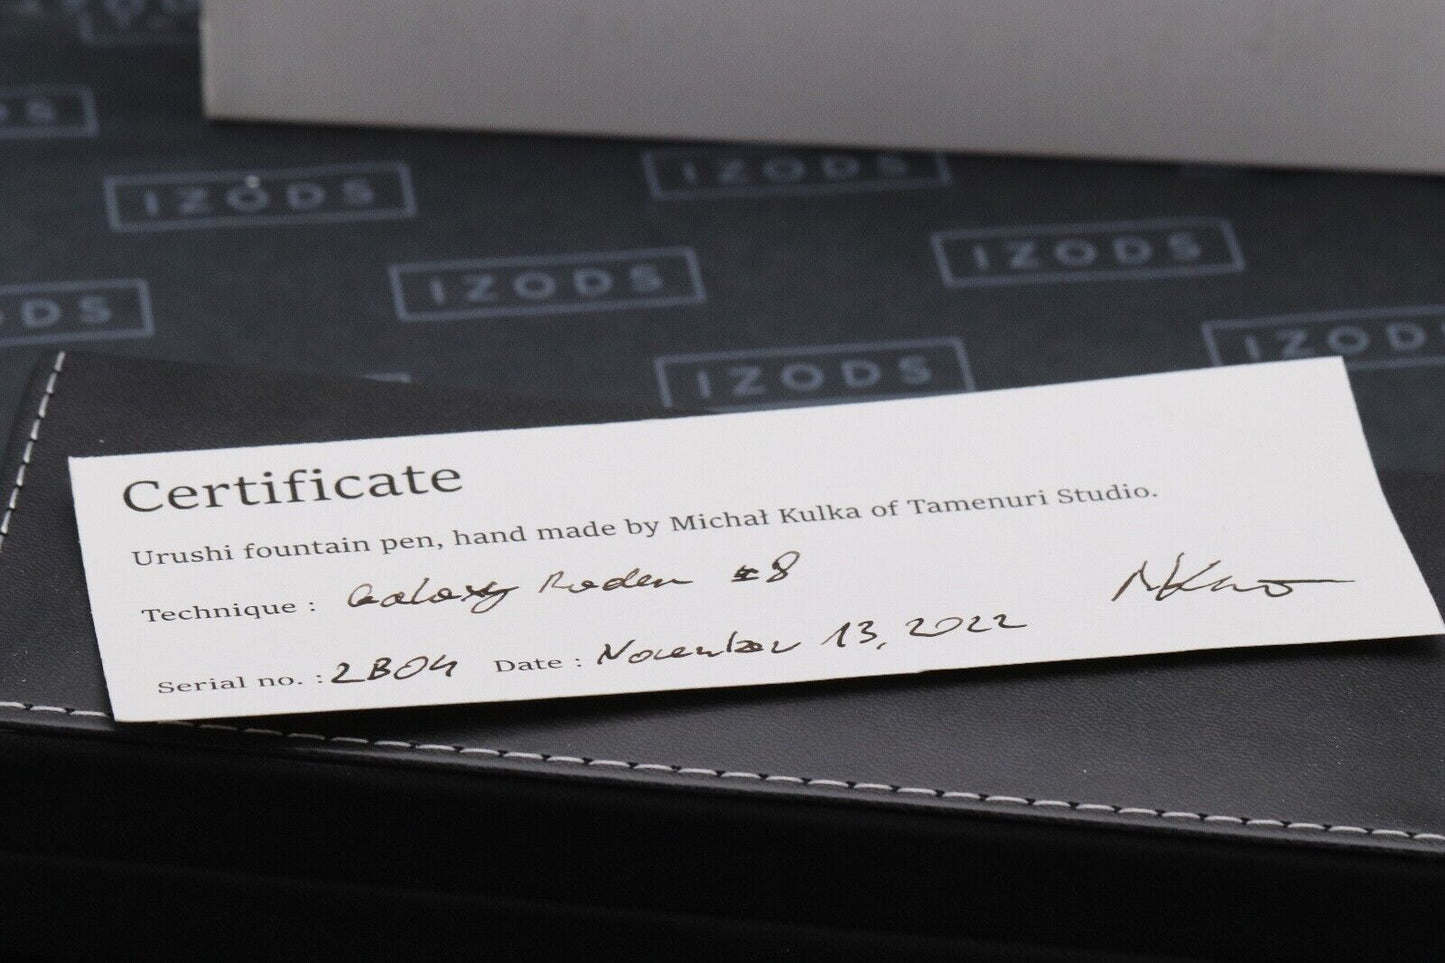 IZODS
IZODS
IZODS
IZODS
IZODS
IZODS
IZODS
Certificate
Urushi fountain pen, hand made by Michał Kulka of Tamenuri Studio.
Technique : Galaxy Raden #8
Serial no. : 2B04 Date : November 13, 2022